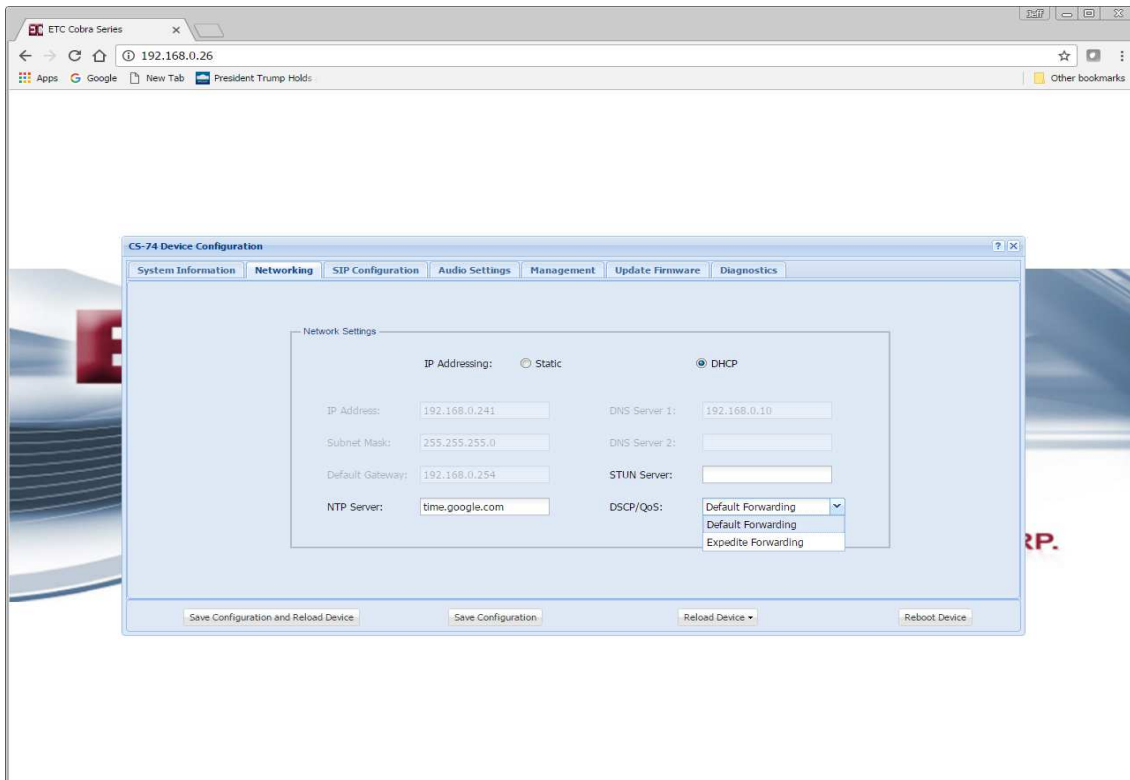 Jeff
EC ETC Cobra Series
192.168.0.26
Apps Google New Tab President Trump Holds Other bookmarks
CS-74 Device Configuration
System Information Networking SIP Configuration Audio Settings Management Update Firmware Diagnostics
Network Settings
IP Addressing: Static DHCP
IP Address: 192.168.0.241 DNS Server 1: 192.168.0.10
Subnet Mask: 255.255.255.0 DNS Server 2:
Default Gateway: 192.168.0.254 STUN Server:
NTP Server: time.google.com DSCP/QoS: Default Forwarding
Default Forwarding
Expedite Forwarding
RP.
Save Configuration and Reload Device Save Configuration Reload Device Reboot Device